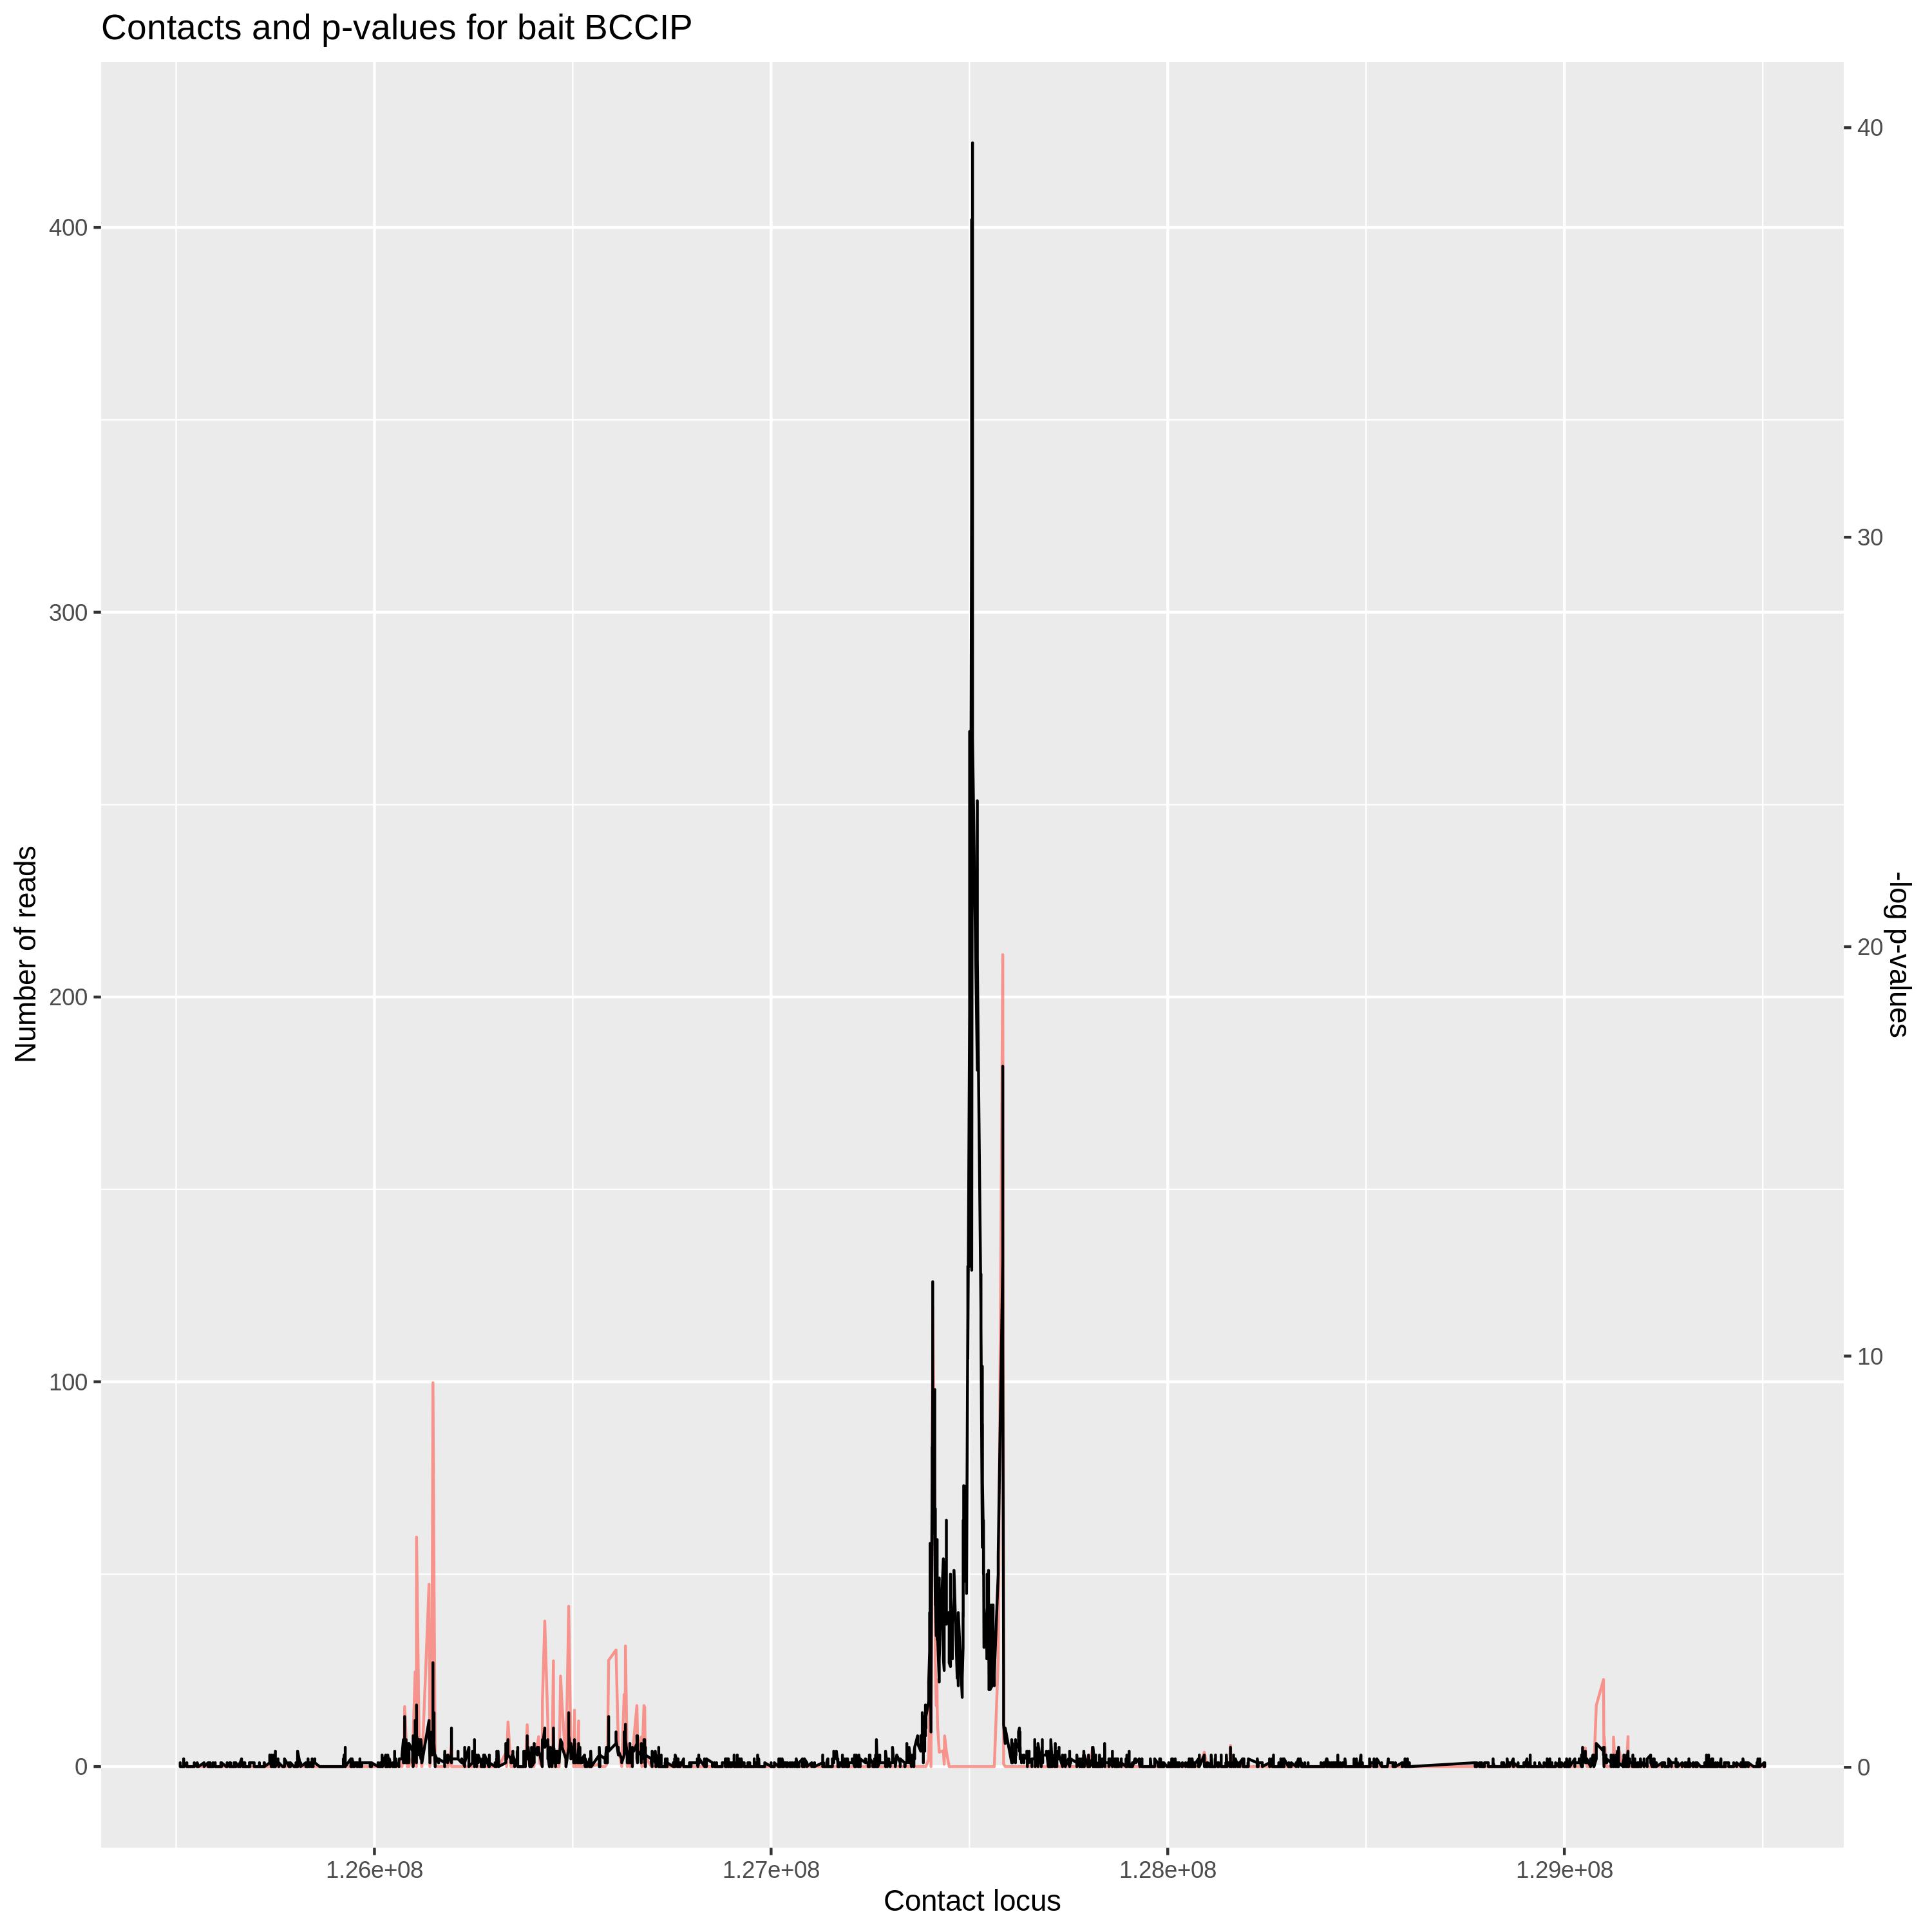 Contacts and p-values for bait BCCIP
400
300
200
100
0
Number of reads
40
30
20
10
0
-log p-values
1.26e+08
1.27e+08
1.28e+08
1.29e+08
Contact locus